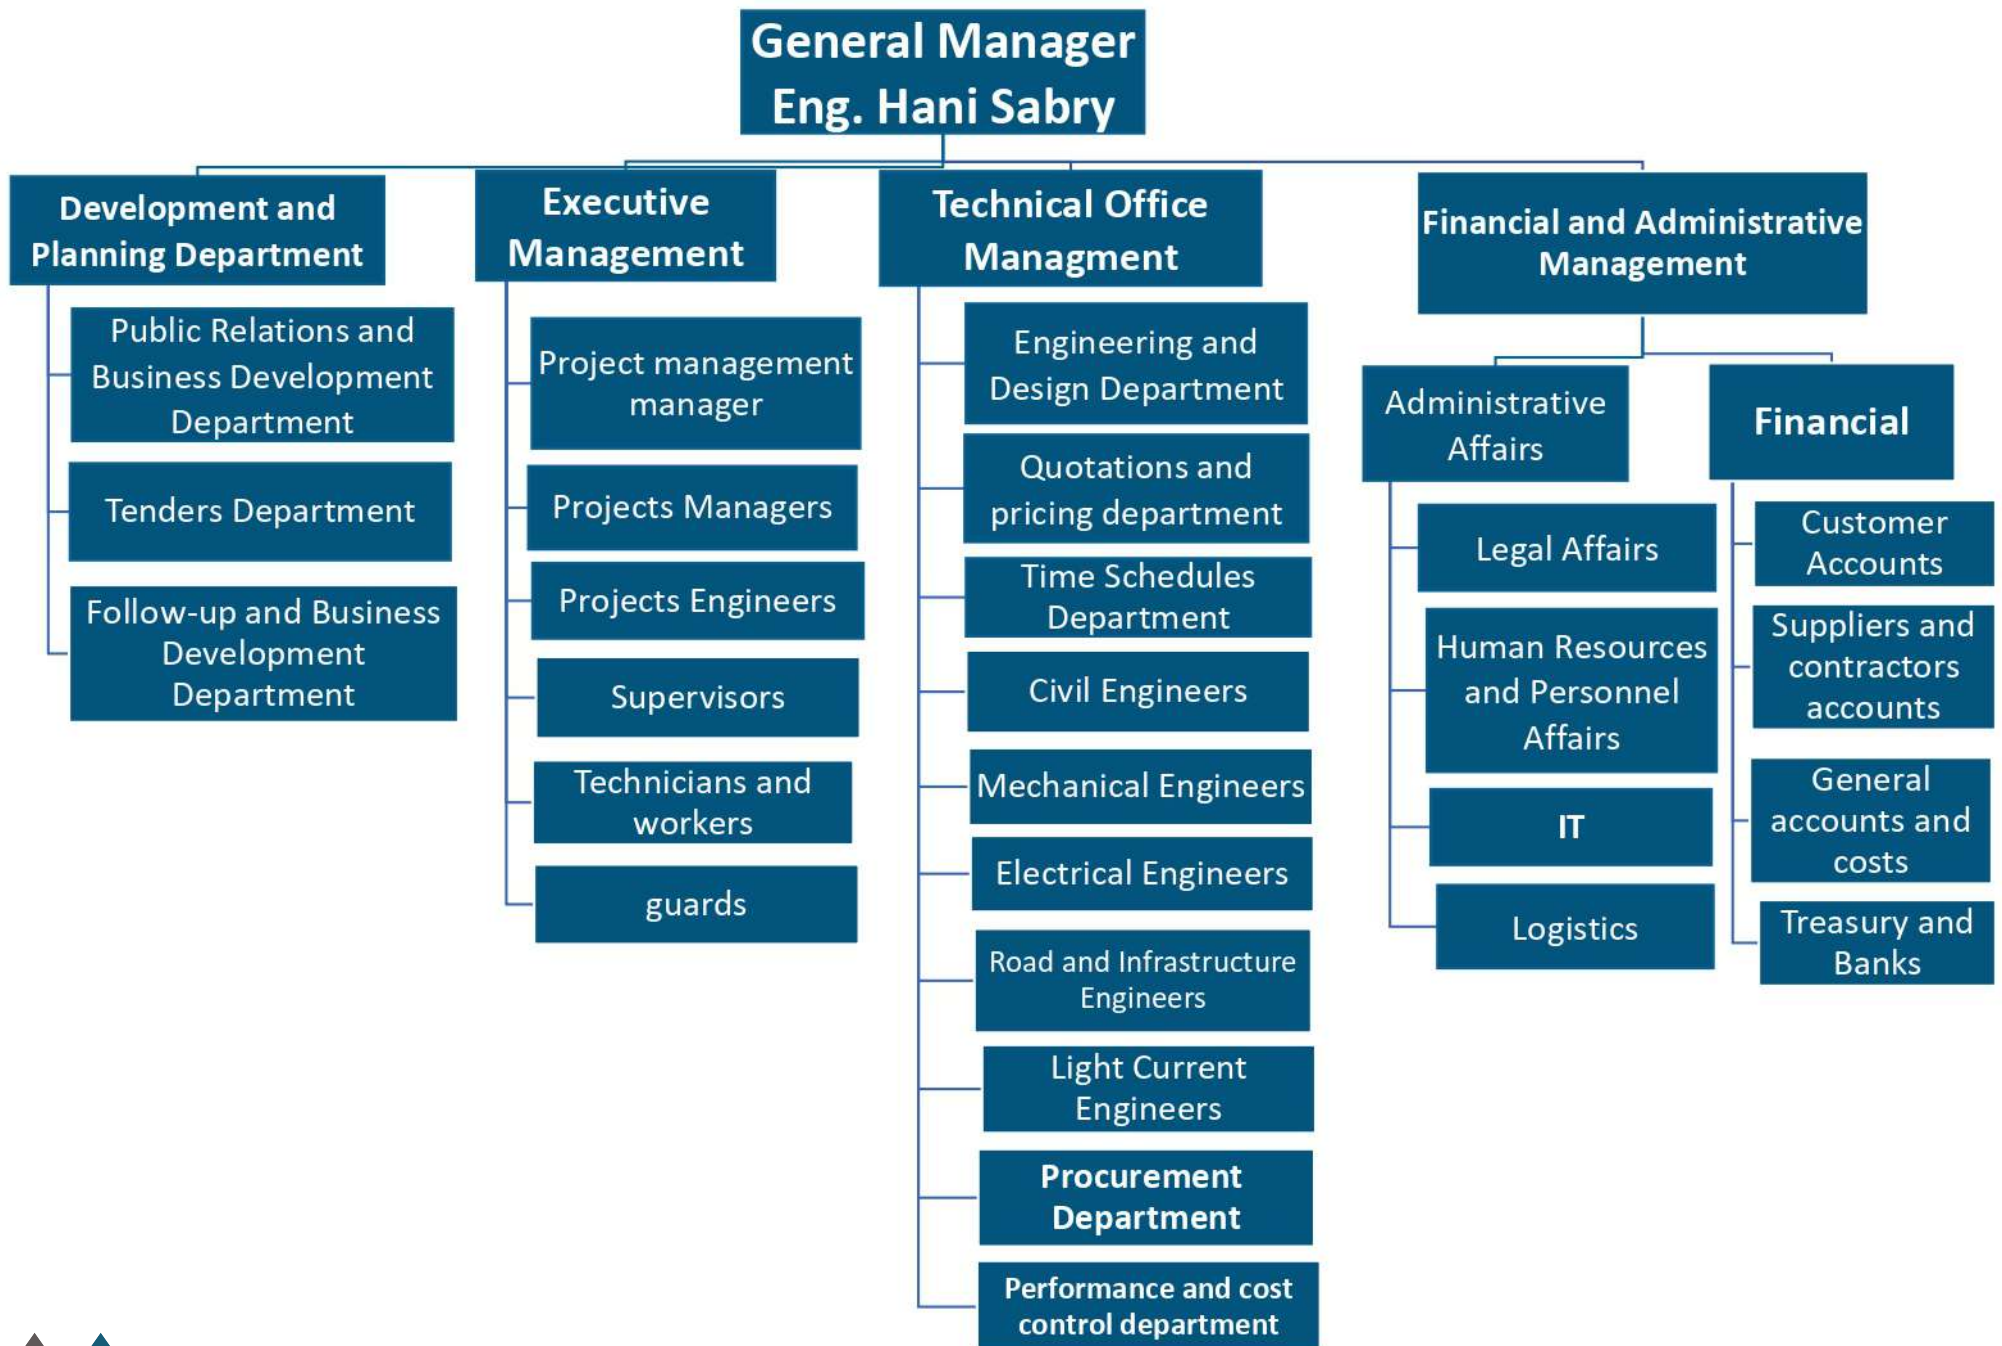 General Manager
Eng. Hani Sabry
Development and
Planning Department
Public Relations and
Business Development
Department
Tenders Department
Follow-up and Business
Development
Department
Executive
Management
Project management
manager
Projects Managers
Projects Engineers
Supervisors
Technicians and
workers
guards
Technical Office
Managment
Engineering and
Design Department
Quotations and
pricing department
Time Schedules
Department
Civil Engineers
Mechanical Engineers
Electrical Engineers
Road and Infrastructure
Engineers
Light Current
Engineers
Procurement
Department
Performance and cost
control department
Financial and Administrative
Management
Administrative
Affairs
Legal Affairs
Human Resources
and Personnel
Affairs
IT
Logistics
Financial
Customer
Accounts
Suppliers and
contractors
accounts
General
accounts and
costs
Treasury and
Banks